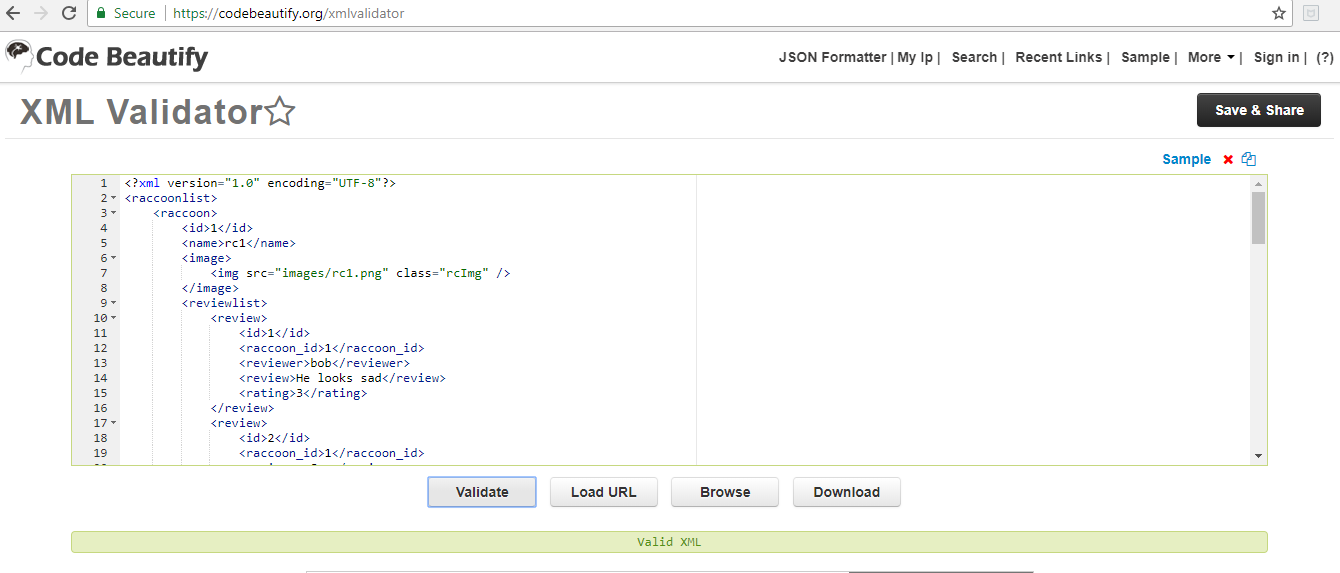 Secure https://codebeautify.org/xmlvalidator
Code Beautify
JSON Formatter | My Ip | Search | Recent Links | Sample | More | Sign in | (?)
XML Validator
Save & Share
Sample
1 <?xml version="1.0" encoding="UTF-8"?>
2 <raccoonlist>
3 <raccoon>
4 <id>1</id>
5 <name>rc1</name>
6 <image>
7 <img src="images/rc1.png" class="rcImg" />
8 </image>
9 <reviewlist>
10 <review>
11 <id>1</id>
12 <raccoon_id>1</raccoon_id>
13 <reviewer>bob</reviewer>
14 <review>He looks sad</review>
15 <rating>3</rating>
16 </review>
17 <review>
18 <id>2</id>
19 <raccoon_id>1</raccoon_id>
Validate Load URL Browse Download
Valid XML